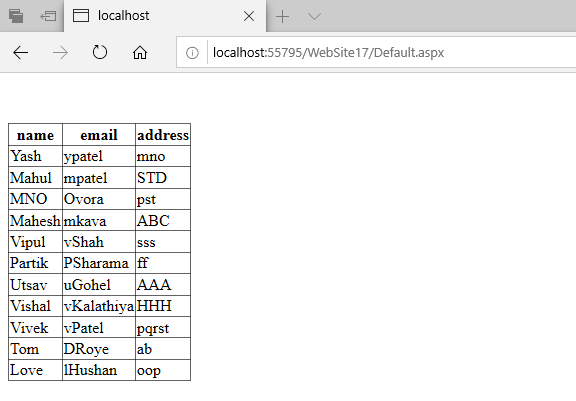 localhost
localhost:55795/WebSite17/Default.aspx
name email address
Yash ypatel mno
Mahul mpatel STD
MNO Ovora pst
Mahesh mkava ABC
Vipul vShah sss
Partik PSharama ff
Utsav uGohel AAA
Vishal vKalathiya HHH
Vivek vPatel pqrst
Tom DRoye ab
Love lHushan oop